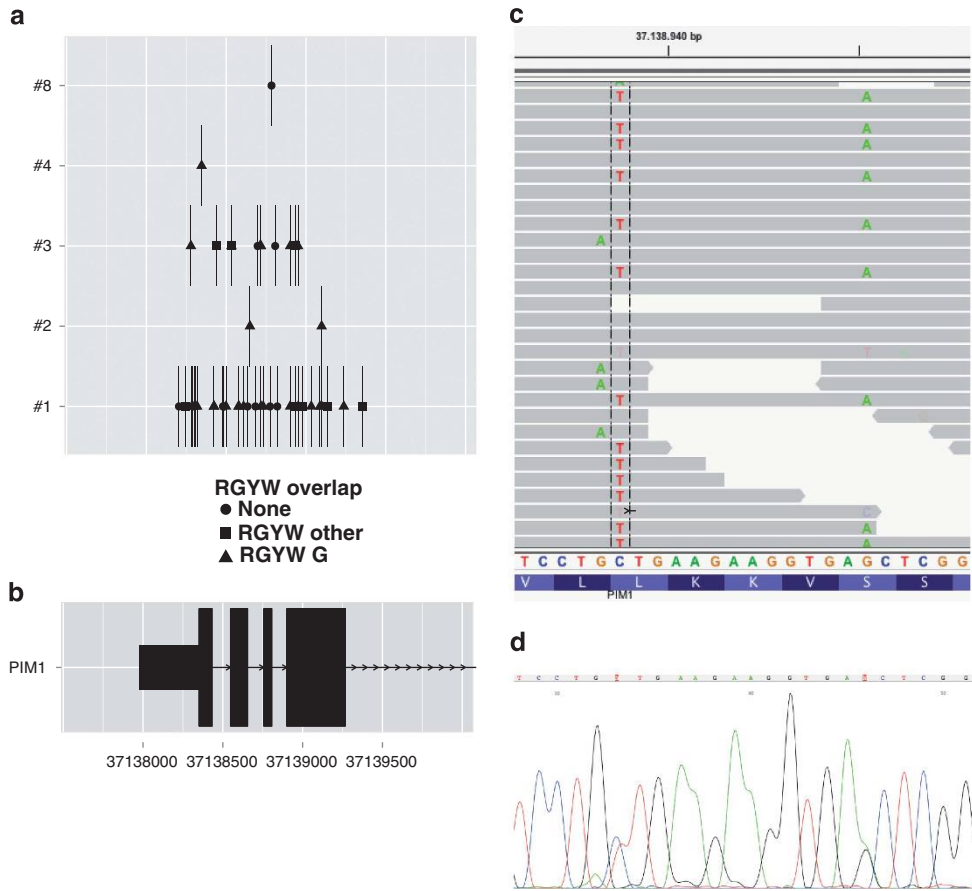 a
#8
#4
#3
#2
#1
RGYW overlap
None
RGYW other
RGYW G
b
PIM1
37138000 37138500 37139000 37139500
c
37.138.940 bp
T A
T A
T A
T A
T A
A
T A
T
A
A
T A
A
T
T
T
T
C
T A
T A
T C C T G C T G A A G A A G G T G A G C T C G G
V L L K K V S S
PIM1
d
T C C T G T G A A G A A G G T G A C T C G G
40